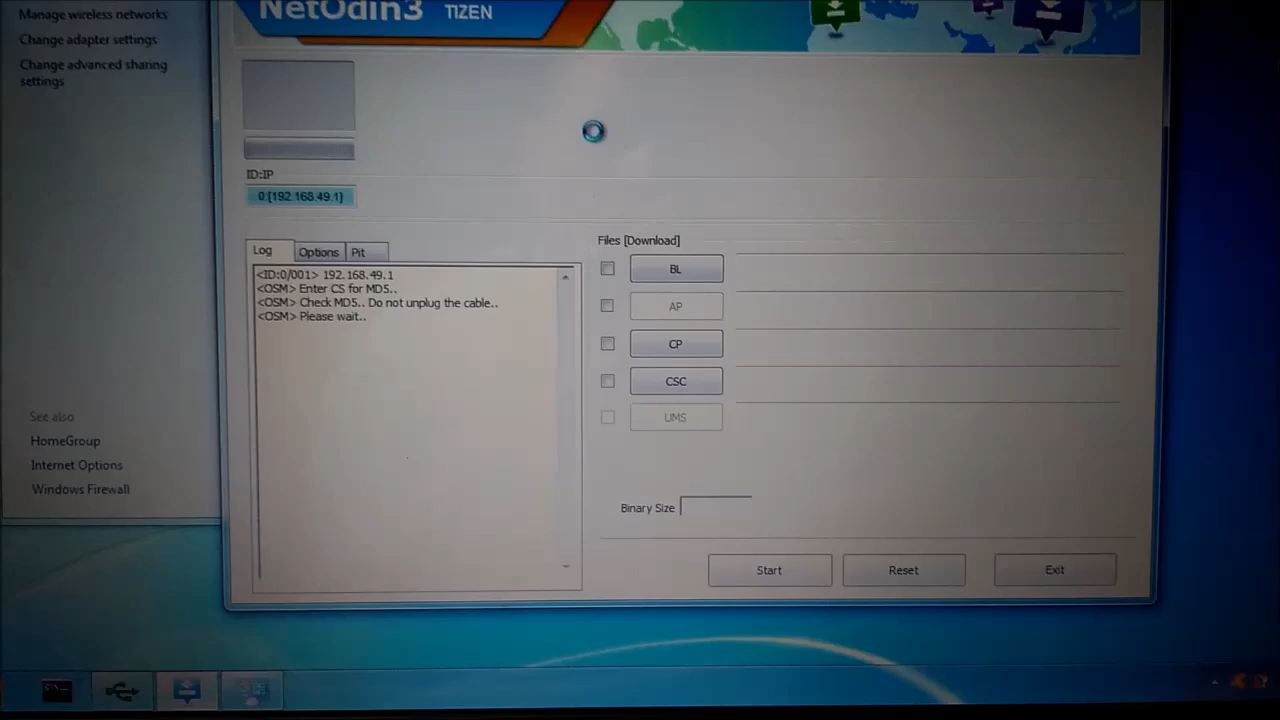 Manage wireless networks
Change adapter settings
Change advanced sharing
settings
See also
HomeGroup
Internet Options
Windows Firewall
NetOdin3 TIZEN
ID:IP
0:[192.168.49.1]
Log Options Pit
<ID:0/001> 192.168.49.1
<OSM> Enter CS for MD5..
<OSM> Check MD5.. Do not unplug the cable..
<OSM> Please wait..
Files [Download]
BL
AP
CP
CSC
UMS
Binary Size
Start Reset Exit